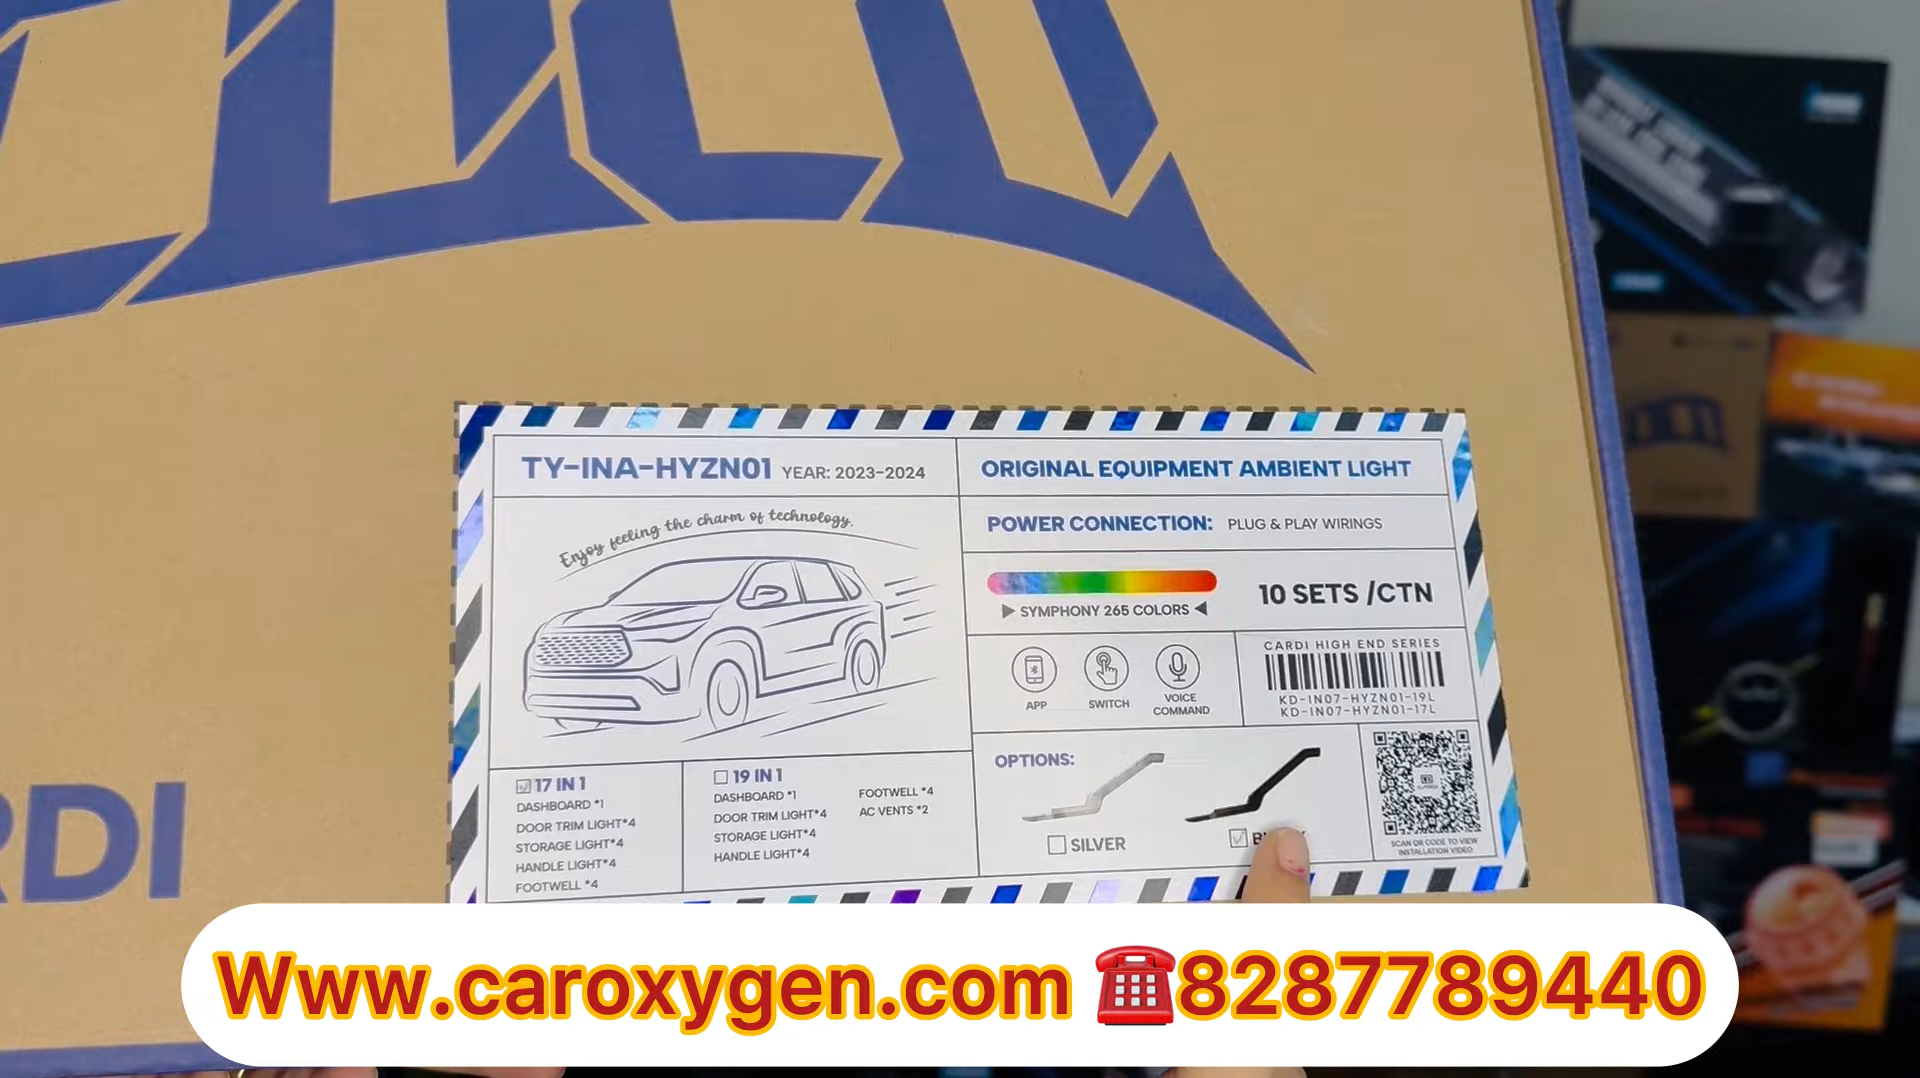 RDI
TY-INA-HYZN01 YEAR: 2023-2024
Enjoy feeling the charm of technology.
ORIGINAL EQUIPMENT AMBIENT LIGHT
POWER CONNECTION: PLUG & PLAY WIRINGS
▶ SYMPHONY 265 COLORS ◀
10 SETS /CTN
APP
SWITCH
VOICE
COMMAND
CARDI HIGH END SERIES
KD-IN07-HYZN01-19L
KD-IN07-HYZN01-17L
17 IN 1
DASHBOARD *1
DOOR TRIM LIGHT*4
STORAGE LIGHT*4
HANDLE LIGHT*4
FOOTWELL *4
19 IN 1
DASHBOARD *1
DOOR TRIM LIGHT*4
STORAGE LIGHT*4
HANDLE LIGHT*4
FOOTWELL *4
AC VENTS *2
OPTIONS:
SILVER
SCAN QR CODE TO VIEW
INSTALLATION VIDEO
Www.caroxygen.com ☎8287789440